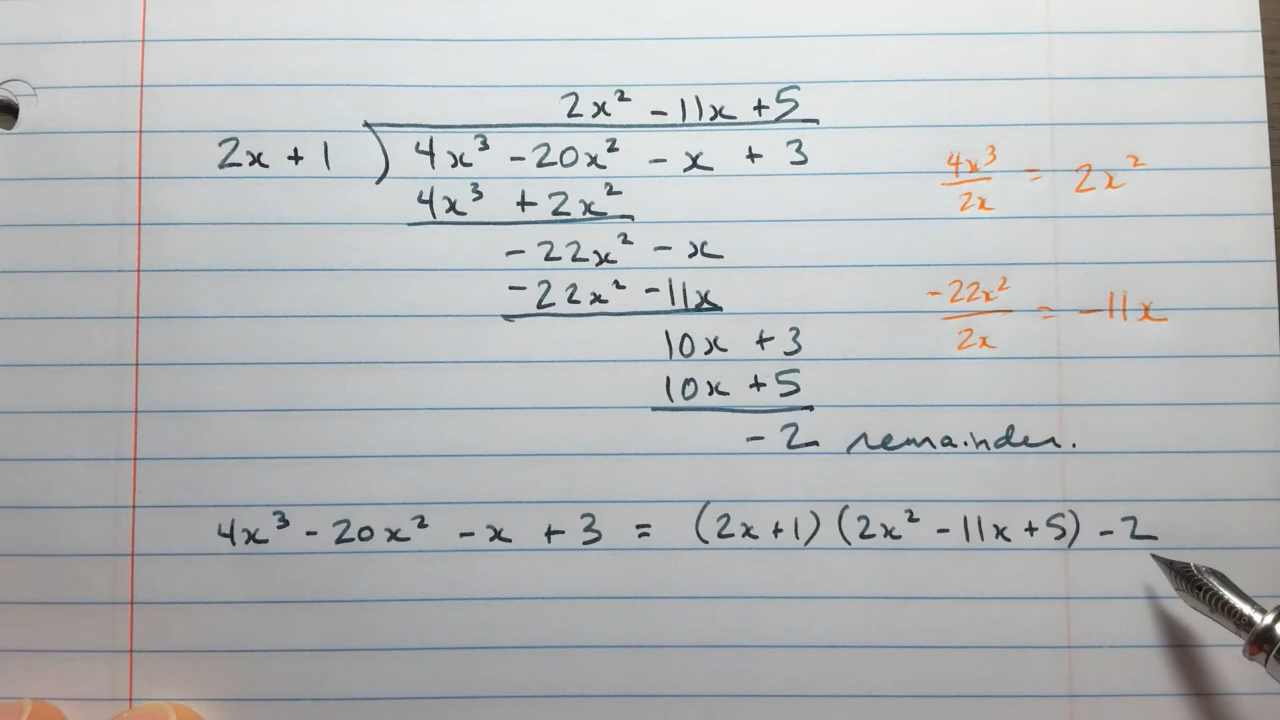 2x² - 11x + 5
2x + 1 ) 4x³ - 20x² - x + 3
4x³ + 2x²
-22x² - x
-22x² - 11x
10x + 3
10x + 5
-2 remainder.
4x³/2x = 2x²
-22x²/2x = -11x
4x³ - 20x² - x + 3 = (2x+1)(2x² - 11x + 5) - 2